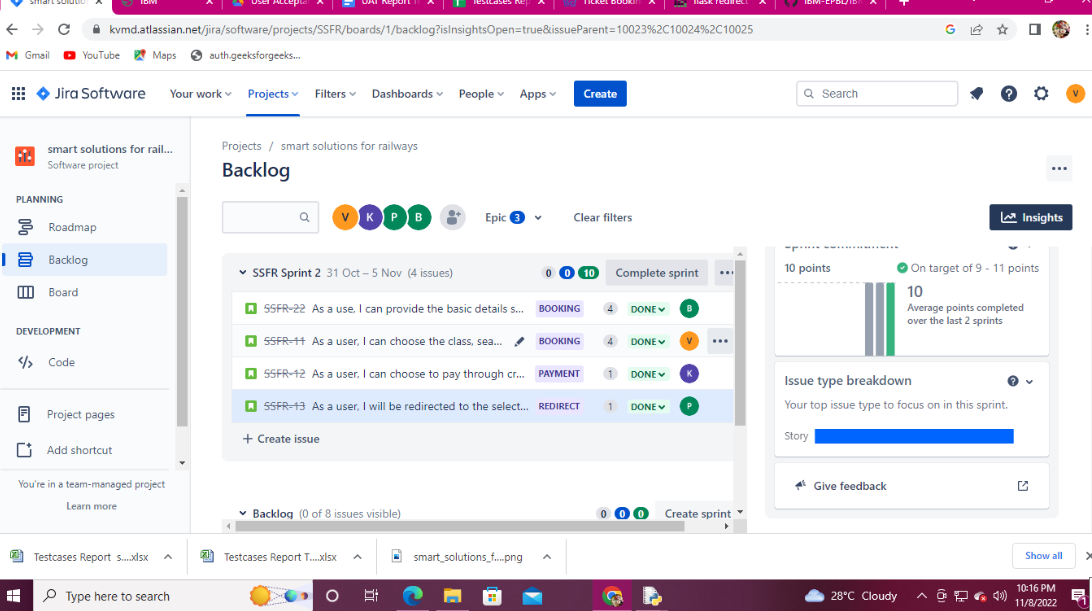 smart solutio
IBM
User Accepta
UAT Report T
Testcases Rep
Ticket Bookin
flask redirect
IBM-EPBL/IBM
kvmd.atlassian.net/jira/software/projects/SSFR/boards/1/backlog?isInsightsOpen=true&issueParent=10023%2C10024%2C10025
Gmail YouTube Maps auth.geeksforgeeks...
Jira Software Your work Projects Filters Dashboards People Apps Create Search V
smart solutions for rail...
Software project
PLANNING
Roadmap
Backlog
Board
DEVELOPMENT
Code
Project pages
Add shortcut
You're in a team-managed project
Learn more
Projects / smart solutions for railways
Backlog
V K P B Epic 3 Clear filters Insights
SSFR Sprint 2 31 Oct – 5 Nov (4 issues) 0 0 10 Complete sprint
SSFR-22 As a use, I can provide the basic details s... BOOKING 4 DONE B
SSFR-11 As a user, I can choose the class, sea... BOOKING 4 DONE V
SSFR-12 As a user, I can choose to pay through cr... PAYMENT 1 DONE K
SSFR-13 As a user, I will be redirected to the select... REDIRECT 1 DONE P
+ Create issue
Backlog (0 of 8 issues visible) 0 0 0 Create sprint
Sprint commitment
10 points On target of 9 - 11 points
10
Average points completed
over the last 2 sprints
Issue type breakdown
Your top issue type to focus on in this sprint.
Story
Give feedback
Testcases Report s....xlsx Testcases Report T....xlsx smart_solutions_f....png Show all
Type here to search 28°C Cloudy 10:16 PM
11/8/2022
1